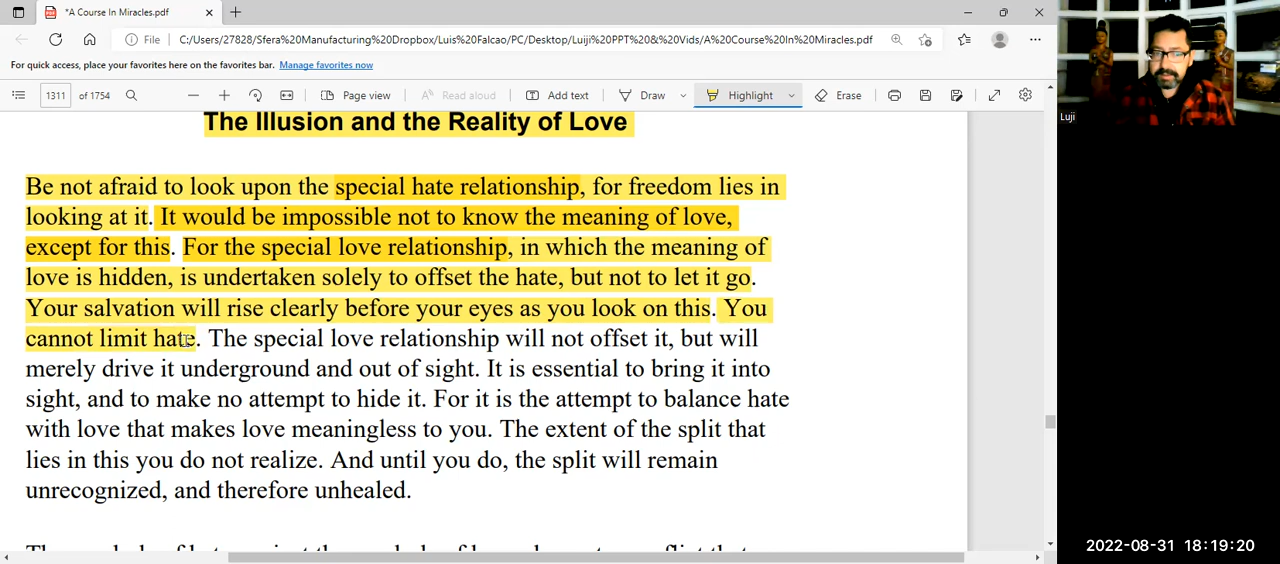 *A Course In Miracles.pdf
File
C:/Users/27828/Sfera%20Manufacturing%20Dropbox/Luis%20Falcao/PC/Desktop/Luiji%20PPT%20&%20Vids/A%20Course%20In%20Miracles.pdf
For quick access, place your favorites here on the favorites bar. Manage favorites now
1311 of 1754
Page view
Read aloud
Add text
Draw
Highlight
Erase
Luji
The Illusion and the Reality of Love
Be not afraid to look upon the special hate relationship, for freedom lies in
looking at it. It would be impossible not to know the meaning of love,
except for this. For the special love relationship, in which the meaning of
love is hidden, is undertaken solely to offset the hate, but not to let it go.
Your salvation will rise clearly before your eyes as you look on this. You
cannot limit hate. The special love relationship will not offset it, but will
merely drive it underground and out of sight. It is essential to bring it into
sight, and to make no attempt to hide it. For it is the attempt to balance hate
with love that makes love meaningless to you. The extent of the split that
lies in this you do not realize. And until you do, the split will remain
unrecognized, and therefore unhealed.
2022-08-31 18:19:20